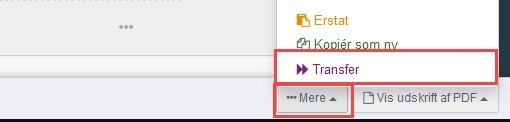 Erstat
Kopiér som ny
Transfer
Mere
Vis udskrift af PDF